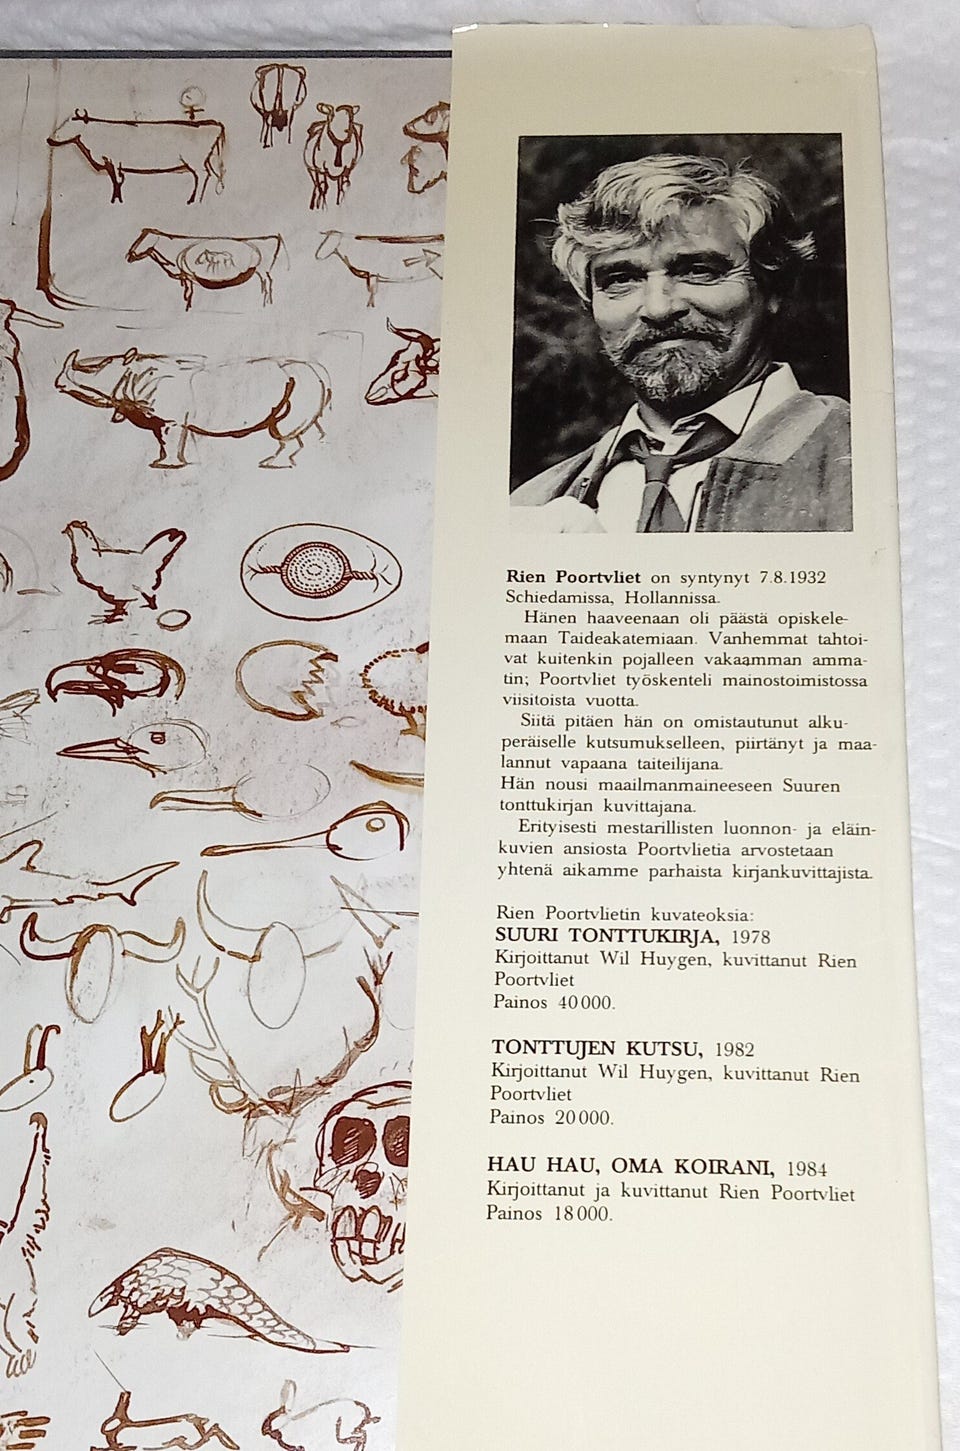 Rien Poortvliet on syntynyt 7.8.1932
Schiedamissa, Hollannissa.
Hänen haaveenaan oli päästä opiskele-
maan Taideakatemiaan. Vanhemmat tahtoi-
vat kuitenkin pojalleen vakaamman amma-
tin; Poortvliet työskenteli mainostoimistossa
viisitoista vuotta.
Siitä pitäen hän on omistautunut alku-
peräiselle kutsumukselleen, piirtänyt ja maa-
lannut vapaana taiteilijana.
Hän nousi maailmanmaineeseen Suuren
tonttukirjan kuvittajana.
Erityisesti mestarillisten luonnon- ja eläin-
kuvien ansiosta Poortvlietia arvostetaan
yhtenä aikamme parhaista kirjankuvittajista.
Rien Poortvlietin kuvateoksia:
SUURI TONTTUKIRJA, 1978
Kirjoittanut Wil Huygen, kuvittanut Rien
Poortvliet
Painos 40 000.
TONTTUJEN KUTSU, 1982
Kirjoittanut Wil Huygen, kuvittanut Rien
Poortvliet
Painos 20 000.
HAU HAU, OMA KOIRANI, 1984
Kirjoittanut ja kuvittanut Rien Poortvliet
Painos 18 000.